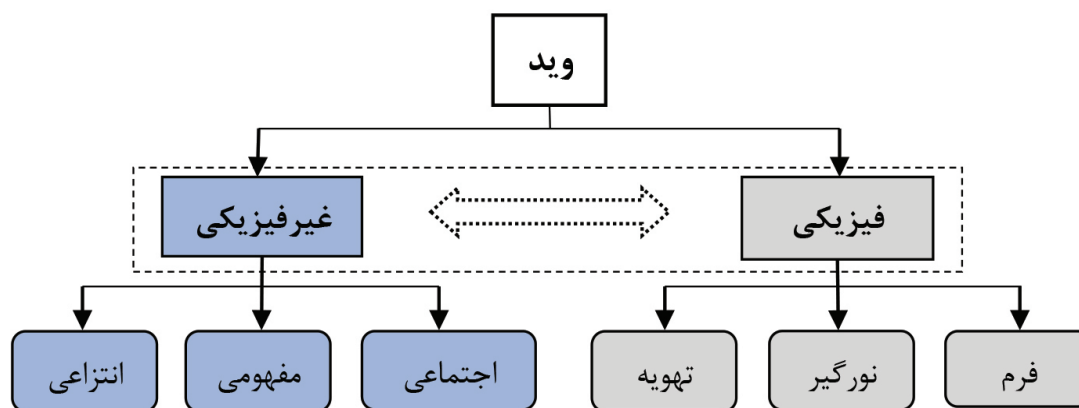 وید
فیزیکی
غیرفیزیکی
فرم
نورگیر
تهویه
اجتماعی
مفهومی
انتزاعی